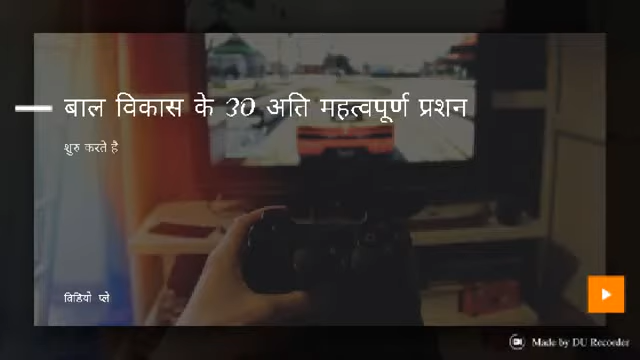 बाल विकास के 30 अति महत्वपूर्ण प्रशन
शुरु करते है
विडियो प्ले
Made by DU Recorder